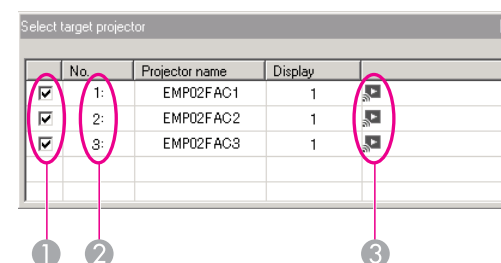 Select target projector
No. Projector name Display
1: EMP02FAC1 1
2: EMP02FAC2 1
3: EMP02FAC3 1
1 2 3